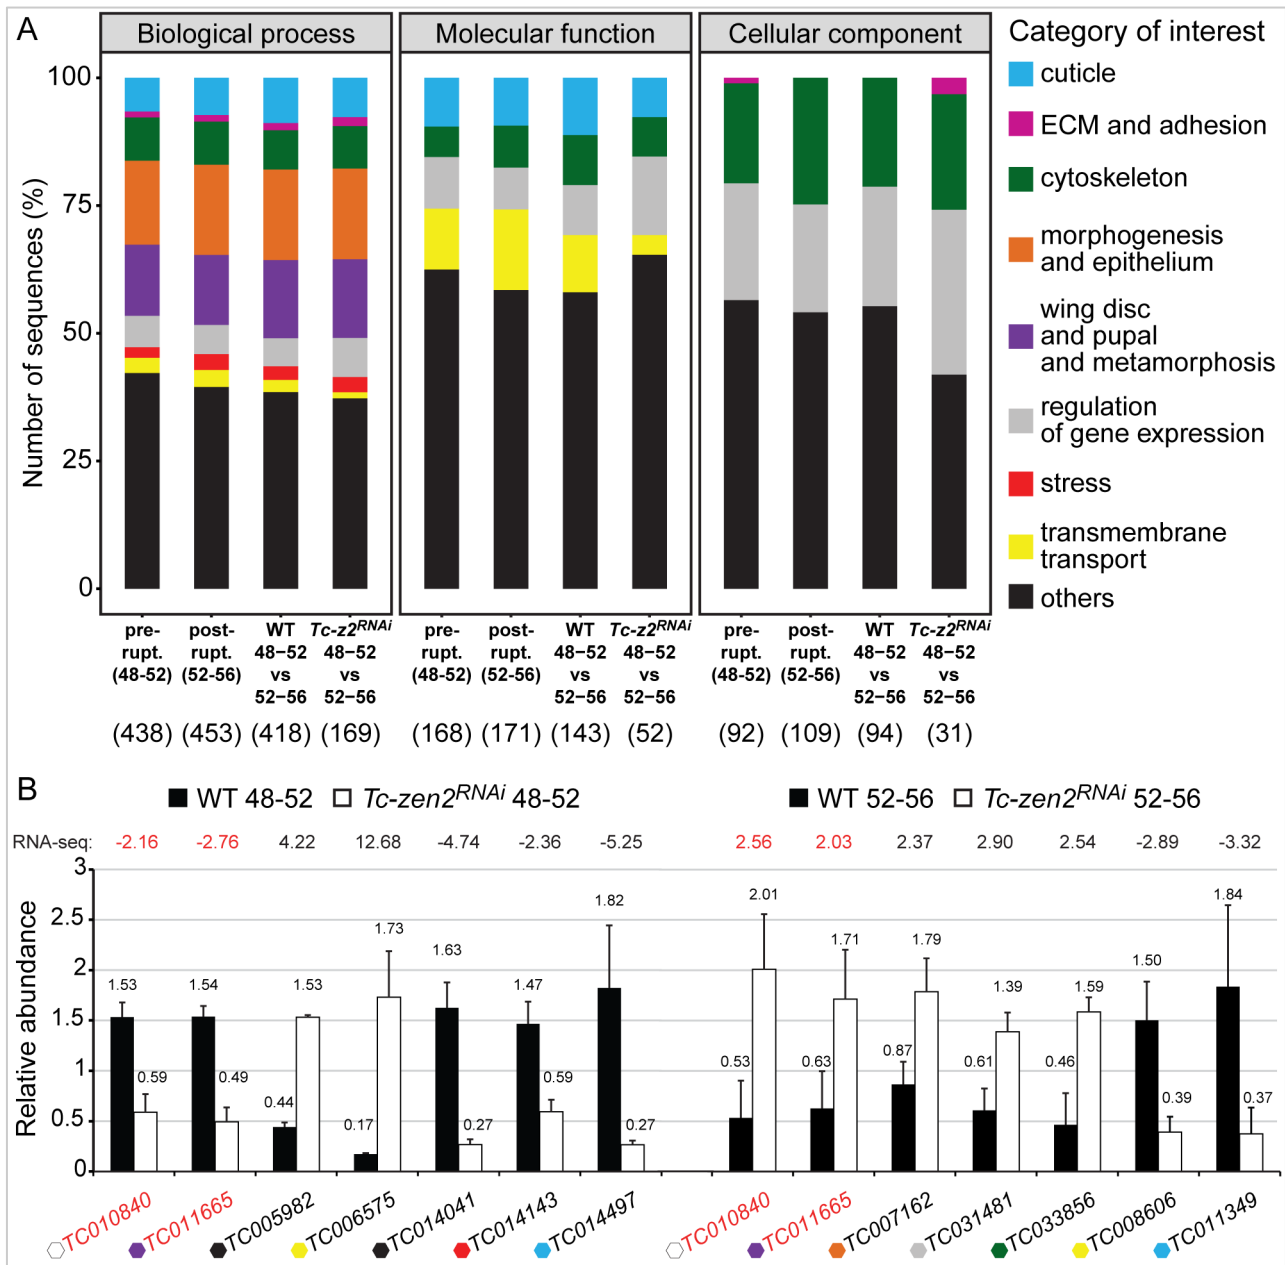 A
Biological process
Molecular function
Cellular component
Category of interest
cuticle
ECM and adhesion
cytoskeleton
morphogenesis
and epithelium
wing disc
and pupal
and metamorphosis
regulation
of gene expression
stress
transmembrane
transport
others
Number of sequences (%)
100
75
50
25
0
pre-
rupt.
(48-52)
post-
rupt.
(52-56)
WT
48–52
vs
52–56
Tc-z2RNAi
48–52
vs
52–56
pre-
rupt.
(48-52)
post-
rupt.
(52-56)
WT
48–52
vs
52–56
Tc-z2RNAi
48–52
vs
52–56
pre-
rupt.
(48-52)
post-
rupt.
(52-56)
WT
48–52
vs
52–56
Tc-z2RNAi
48–52
vs
52–56
(438) (453) (418) (169) (168) (171) (143) (52) (92) (109) (94) (31)
B
WT 48-52 Tc-zen2RNAi 48-52 WT 52-56 Tc-zen2RNAi 52-56
RNA-seq: -2.16 -2.76 4.22 12.68 -4.74 -2.36 -5.25 2.56 2.03 2.37 2.90 2.54 -2.89 -3.32
Relative abundance
3
2.5
2
1.5
1
0.5
0
1.53 0.59 1.54 0.49 0.44 1.53 0.17 1.73 1.63 0.27 1.47 0.59 1.82 0.27 0.53 2.01 0.63 1.71 0.87 1.79 0.61 1.39 0.46 1.59 1.50 0.39 1.84 0.37
TC010840
TC011665
TC005982
TC006575
TC014041
TC014143
TC014497
TC010840
TC011665
TC007162
TC031481
TC033856
TC008606
TC011349